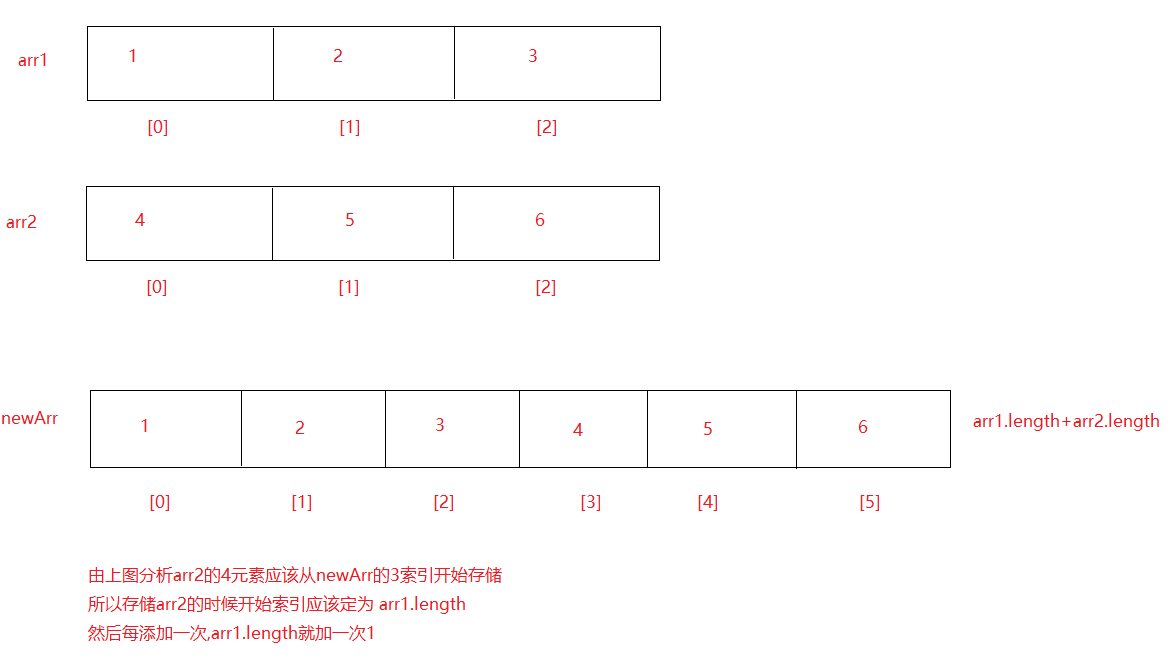 arr1 1 2 3
[0] [1] [2]
arr2 4 5 6
[0] [1] [2]
newArr 1 2 3 4 5 6 arr1.length+arr2.length
[0] [1] [2] [3] [4] [5]
由上图分析arr2的4元素应该从newArr的3索引开始存储
所以存储arr2的时候开始索引应该定为 arr1.length
然后每添加一次,arr1.length就加一次1